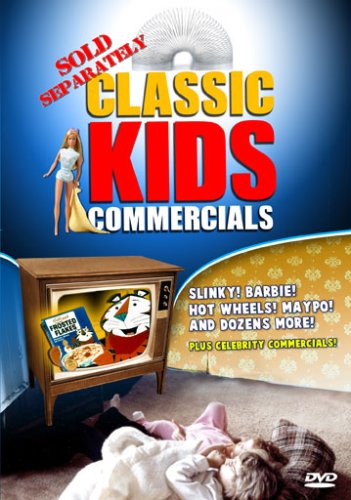 SOLD
SEPARATELY
CLASSIC
KIDS
COMMERCIALS
SLINKY! BARBIE!
HOT WHEELS! MAYPO!
AND DOZENS MORE!
PLUS CELEBRITY COMMERCIALS!
FROSTED
FLAKES
DVD